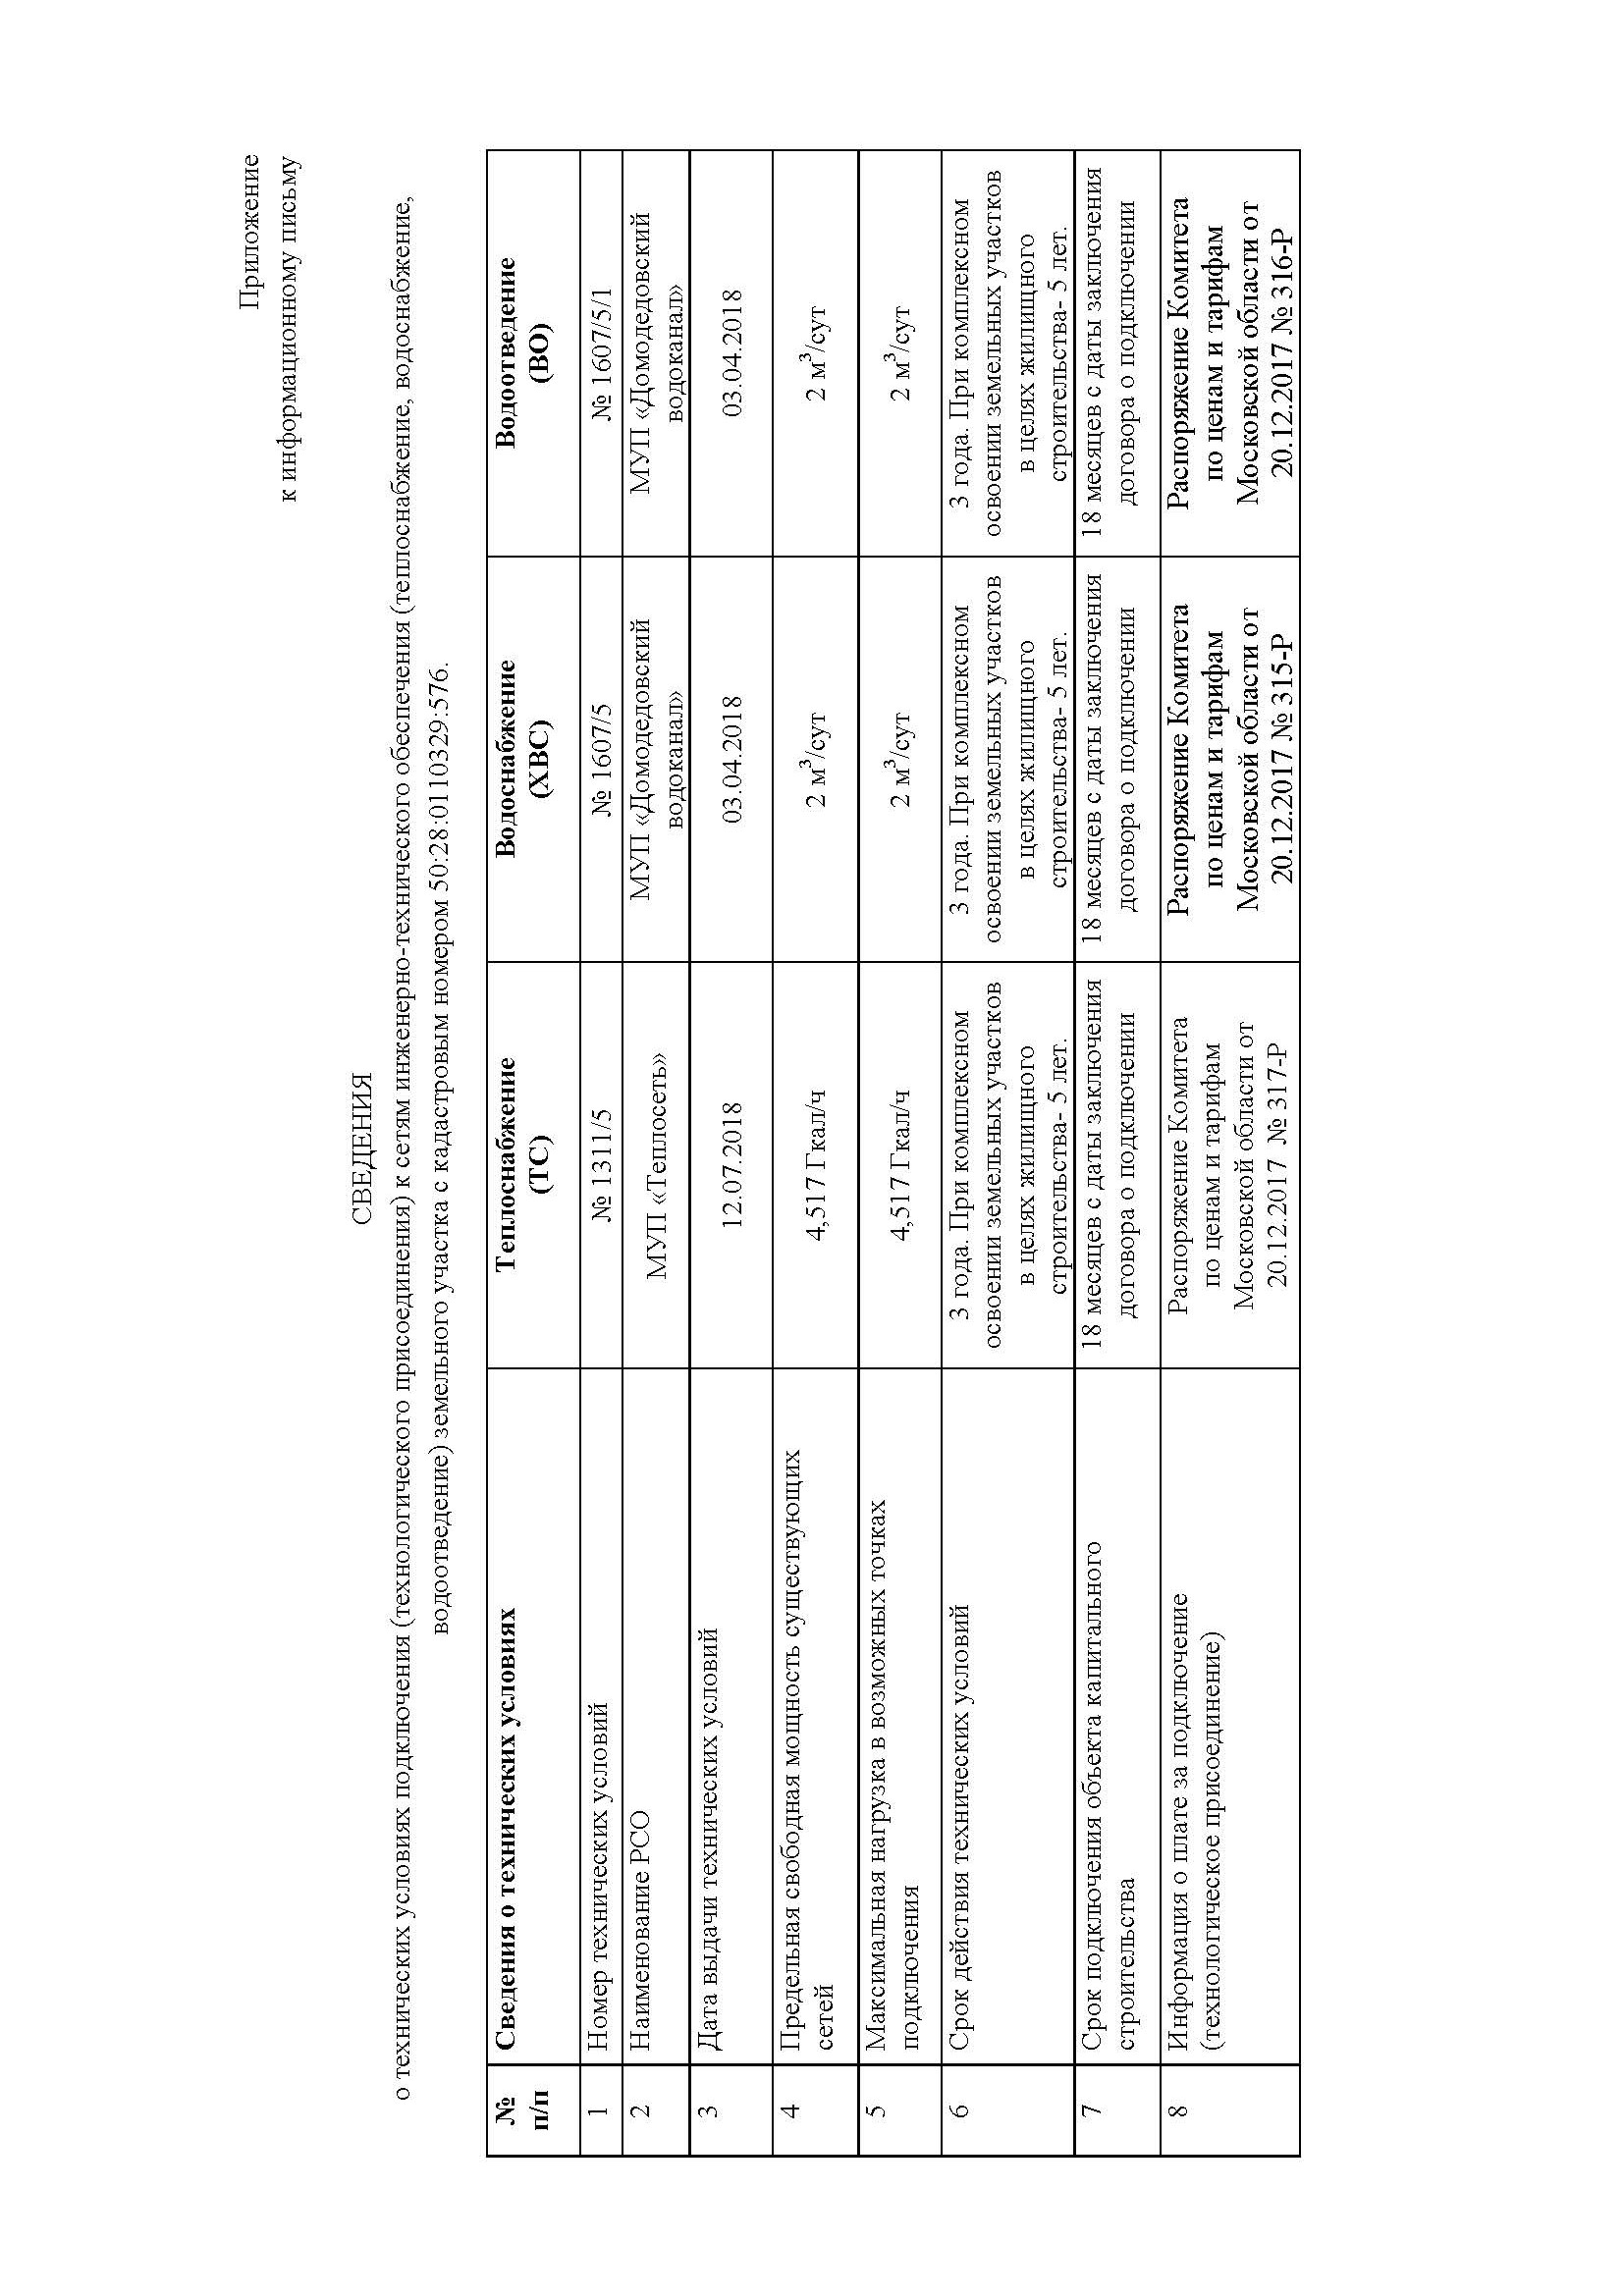 Приложение
к информационному письму
СВЕДЕНИЯ
о технических условиях подключения (технологического присоединения) к сетям инженерно-технического обеспечения (теплоснабжение, водоснабжение,
водоотведение) земельного участка с кадастровым номером 50:28:0110329:576.
№
п/п
Сведения о технических условиях
Теплоснабжение
(ТС)
Водоснабжение
(ХВС)
Водоотведение
(ВО)
1
Номер технических условий
№ 1311/5
№ 1607/5
№ 1607/5/1
2
Наименование РСО
МУП «Теплосеть»
МУП «Домодедовский
водоканал»
МУП «Домодедовский
водоканал»
3
Дата выдачи технических условий
12.07.2018
03.04.2018
03.04.2018
4
Предельная свободная мощность существующих
сетей
4,517 Гкал/ч
2 м³/сут
2 м³/сут
5
Максимальная нагрузка в возможных точках
подключения
4,517 Гкал/ч
2 м³/сут
2 м³/сут
6
Срок действия технических условий
3 года. При комплексном
освоении земельных участков
в целях жилищного
строительства- 5 лет.
3 года. При комплексном
освоении земельных участков
в целях жилищного
строительства- 5 лет.
3 года. При комплексном
освоении земельных участков
в целях жилищного
строительства- 5 лет.
7
Срок подключения объекта капитального
строительства
18 месяцев с даты заключения
договора о подключении
18 месяцев с даты заключения
договора о подключении
18 месяцев с даты заключения
договора о подключении
8
Информация о плате за подключение
(технологическое присоединение)
Распоряжение Комитета
по ценам и тарифам
Московской области от
20.12.2017 № 317-Р
Распоряжение Комитета
по ценам и тарифам
Московской области от
20.12.2017 № 315-Р
Распоряжение Комитета
по ценам и тарифам
Московской области от
20.12.2017 № 316-Р